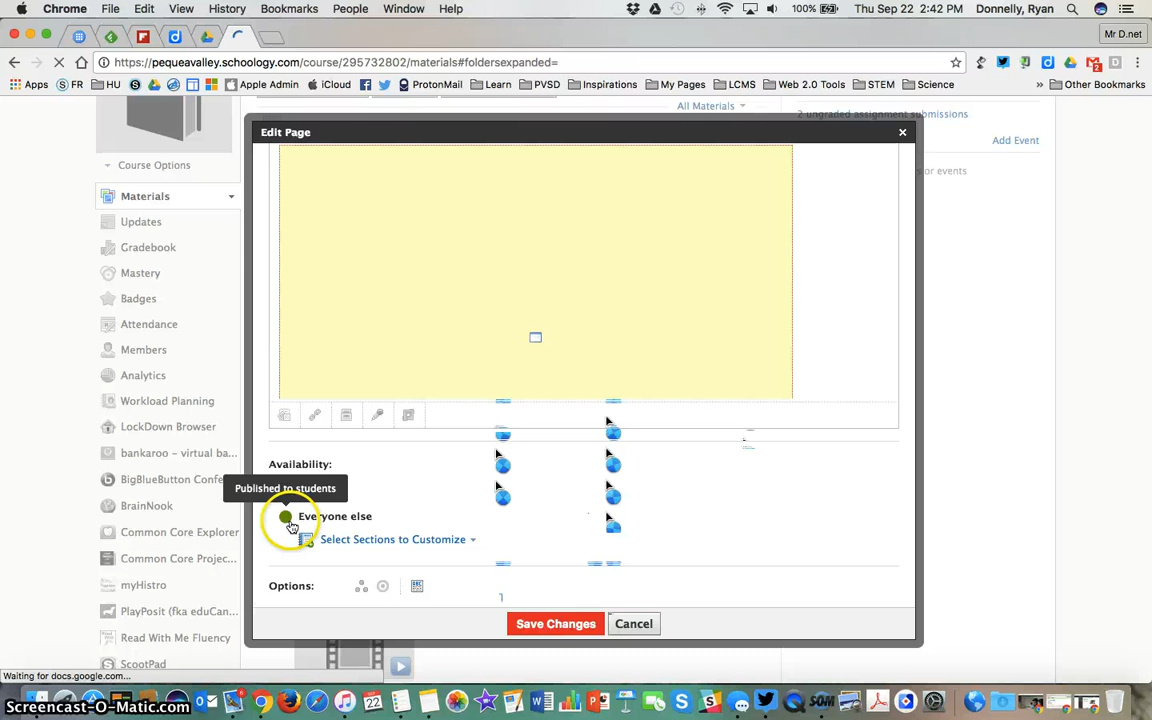 Chrome File Edit View History Bookmarks People Window Help 100% Thu Sep 22 2:42 PM Donnelly, Ryan
Mr D.net
https://pequeavalley.schoology.com/course/295732802/materials#foldersexpanded=
Apps FR HU Apple Admin iCloud ProtonMail Learn PVSD Inspirations My Pages LCMS Web 2.0 Tools STEM Science » Other Bookmarks
All Materials
2 ungraded assignment submissions
Edit Page
Add Event
or events
Course Options
Materials
Updates
Gradebook
Mastery
Badges
Attendance
Members
Analytics
Workload Planning
LockDown Browser
bankaroo - virtual ba...
BigBlueButton Confe
BrainNook
Common Core Explorer
Common Core Projec...
myHistro
PlayPosit (fka eduCan...
Read With Me Fluency
ScootPad
Availability:
Published to students
Everyone else
Select Sections to Customize
Options:
1
Save Changes Cancel
Waiting for docs.google.com...
Screencast-O-Matic.com